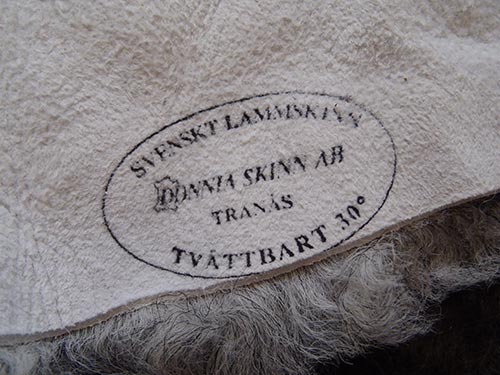 SVENSKT LAMMSKINN
DONNIA SKINN AB
TRANÅS
TVÄTTBART 30°